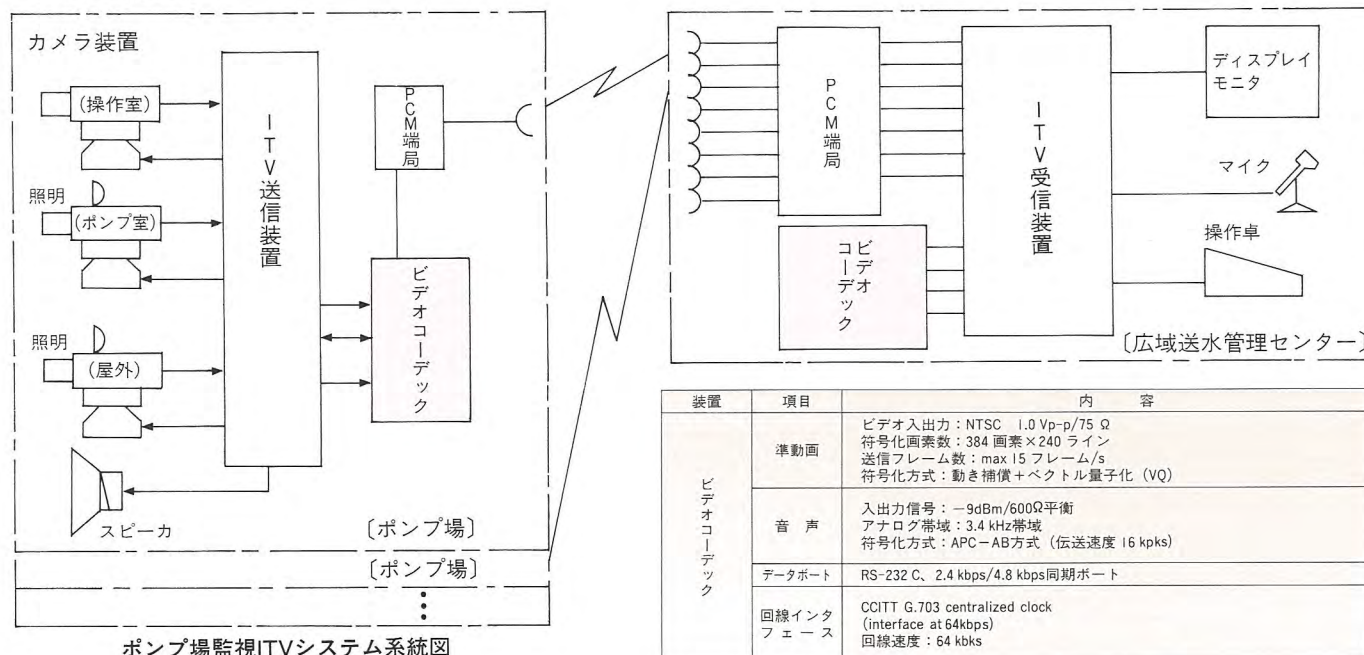 カメラ装置
(操作室)
照明
(ポンプ室)
照明
(屋外)
スピーカ
ITV送信装置
PCM端局
ビデオコーデック
〔ポンプ場〕
〔ポンプ場〕
ポンプ場監視ITVシステム系統図
PCM端局
ビデオ
コーデック
ITV受信装置
ディスプレイ
モニタ
マイク
操作卓
〔広域送水管理センター〕
装置 項目 内 容
ビデオコーデック
準動画
ビデオ入出力:NTSC 1.0 Vp-p/75 Ω
符号化画素数:384 画素×240 ライン
送信フレーム数:max 15 フレーム/s
符号化方式:動き補償+ベクトル量子化(VQ)
音 声
入出力信号:-9dBm/600Ω平衡
アナログ帯域:3.4 kHz帯域
符号化方式:APC-AB方式(伝送速度 16 kpks)
データポート RS-232 C、2.4 kbps/4.8 kbps同期ポート
回線インタ
フェース
CCITT G.703 centralized clock
(interface at 64kbps)
回線速度:64 kbks